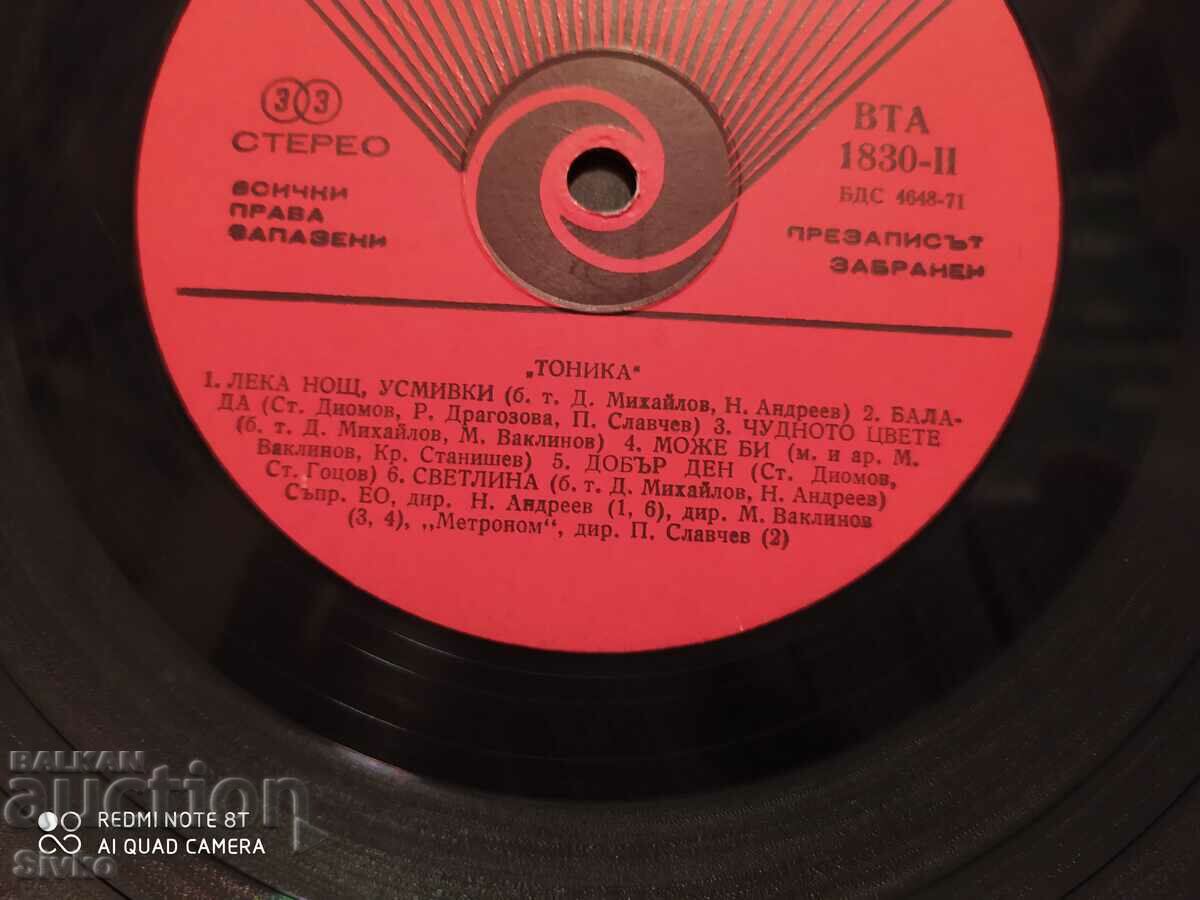 33
СТЕРЕО
ВСИЧКИ
ПРАВА
ЗАПАЗЕНИ
ВТА
1830-II
БДС 4648-71
ПРЕЗАПИСЪТ
ЗАБРАНЕН
„ТОНИКА“
1. ЛЕКА НОЩ, УСМИВКИ (б. т. Д. Михайлов, Н. Андреев) 2. БАЛА-
ДА (Ст. Диомов, Р. Драгозова, П. Славчев) 3. ЧУДНОТО ЦВЕТЕ
(б. т. Д. Михайлов, М. Ваклинов) 4. МОЖЕ БИ (м. и ар. М.
Ваклинов, Кр. Станишев) 5. ДОБЪР ДЕН (Ст. Диомов,
Ст. Гоцов) 6. СВЕТЛИНА (б. т. Д. Михайлов, Н. Андреев)
Съпр. ЕО, дир. Н. Андреев (1, 6), дир. М. Ваклинов
(3, 4), „Метроном“, дир. П. Славчев (2)
BALKAN
auction
REDMI NOTE 8T
AI QUAD CAMERA
Sivko